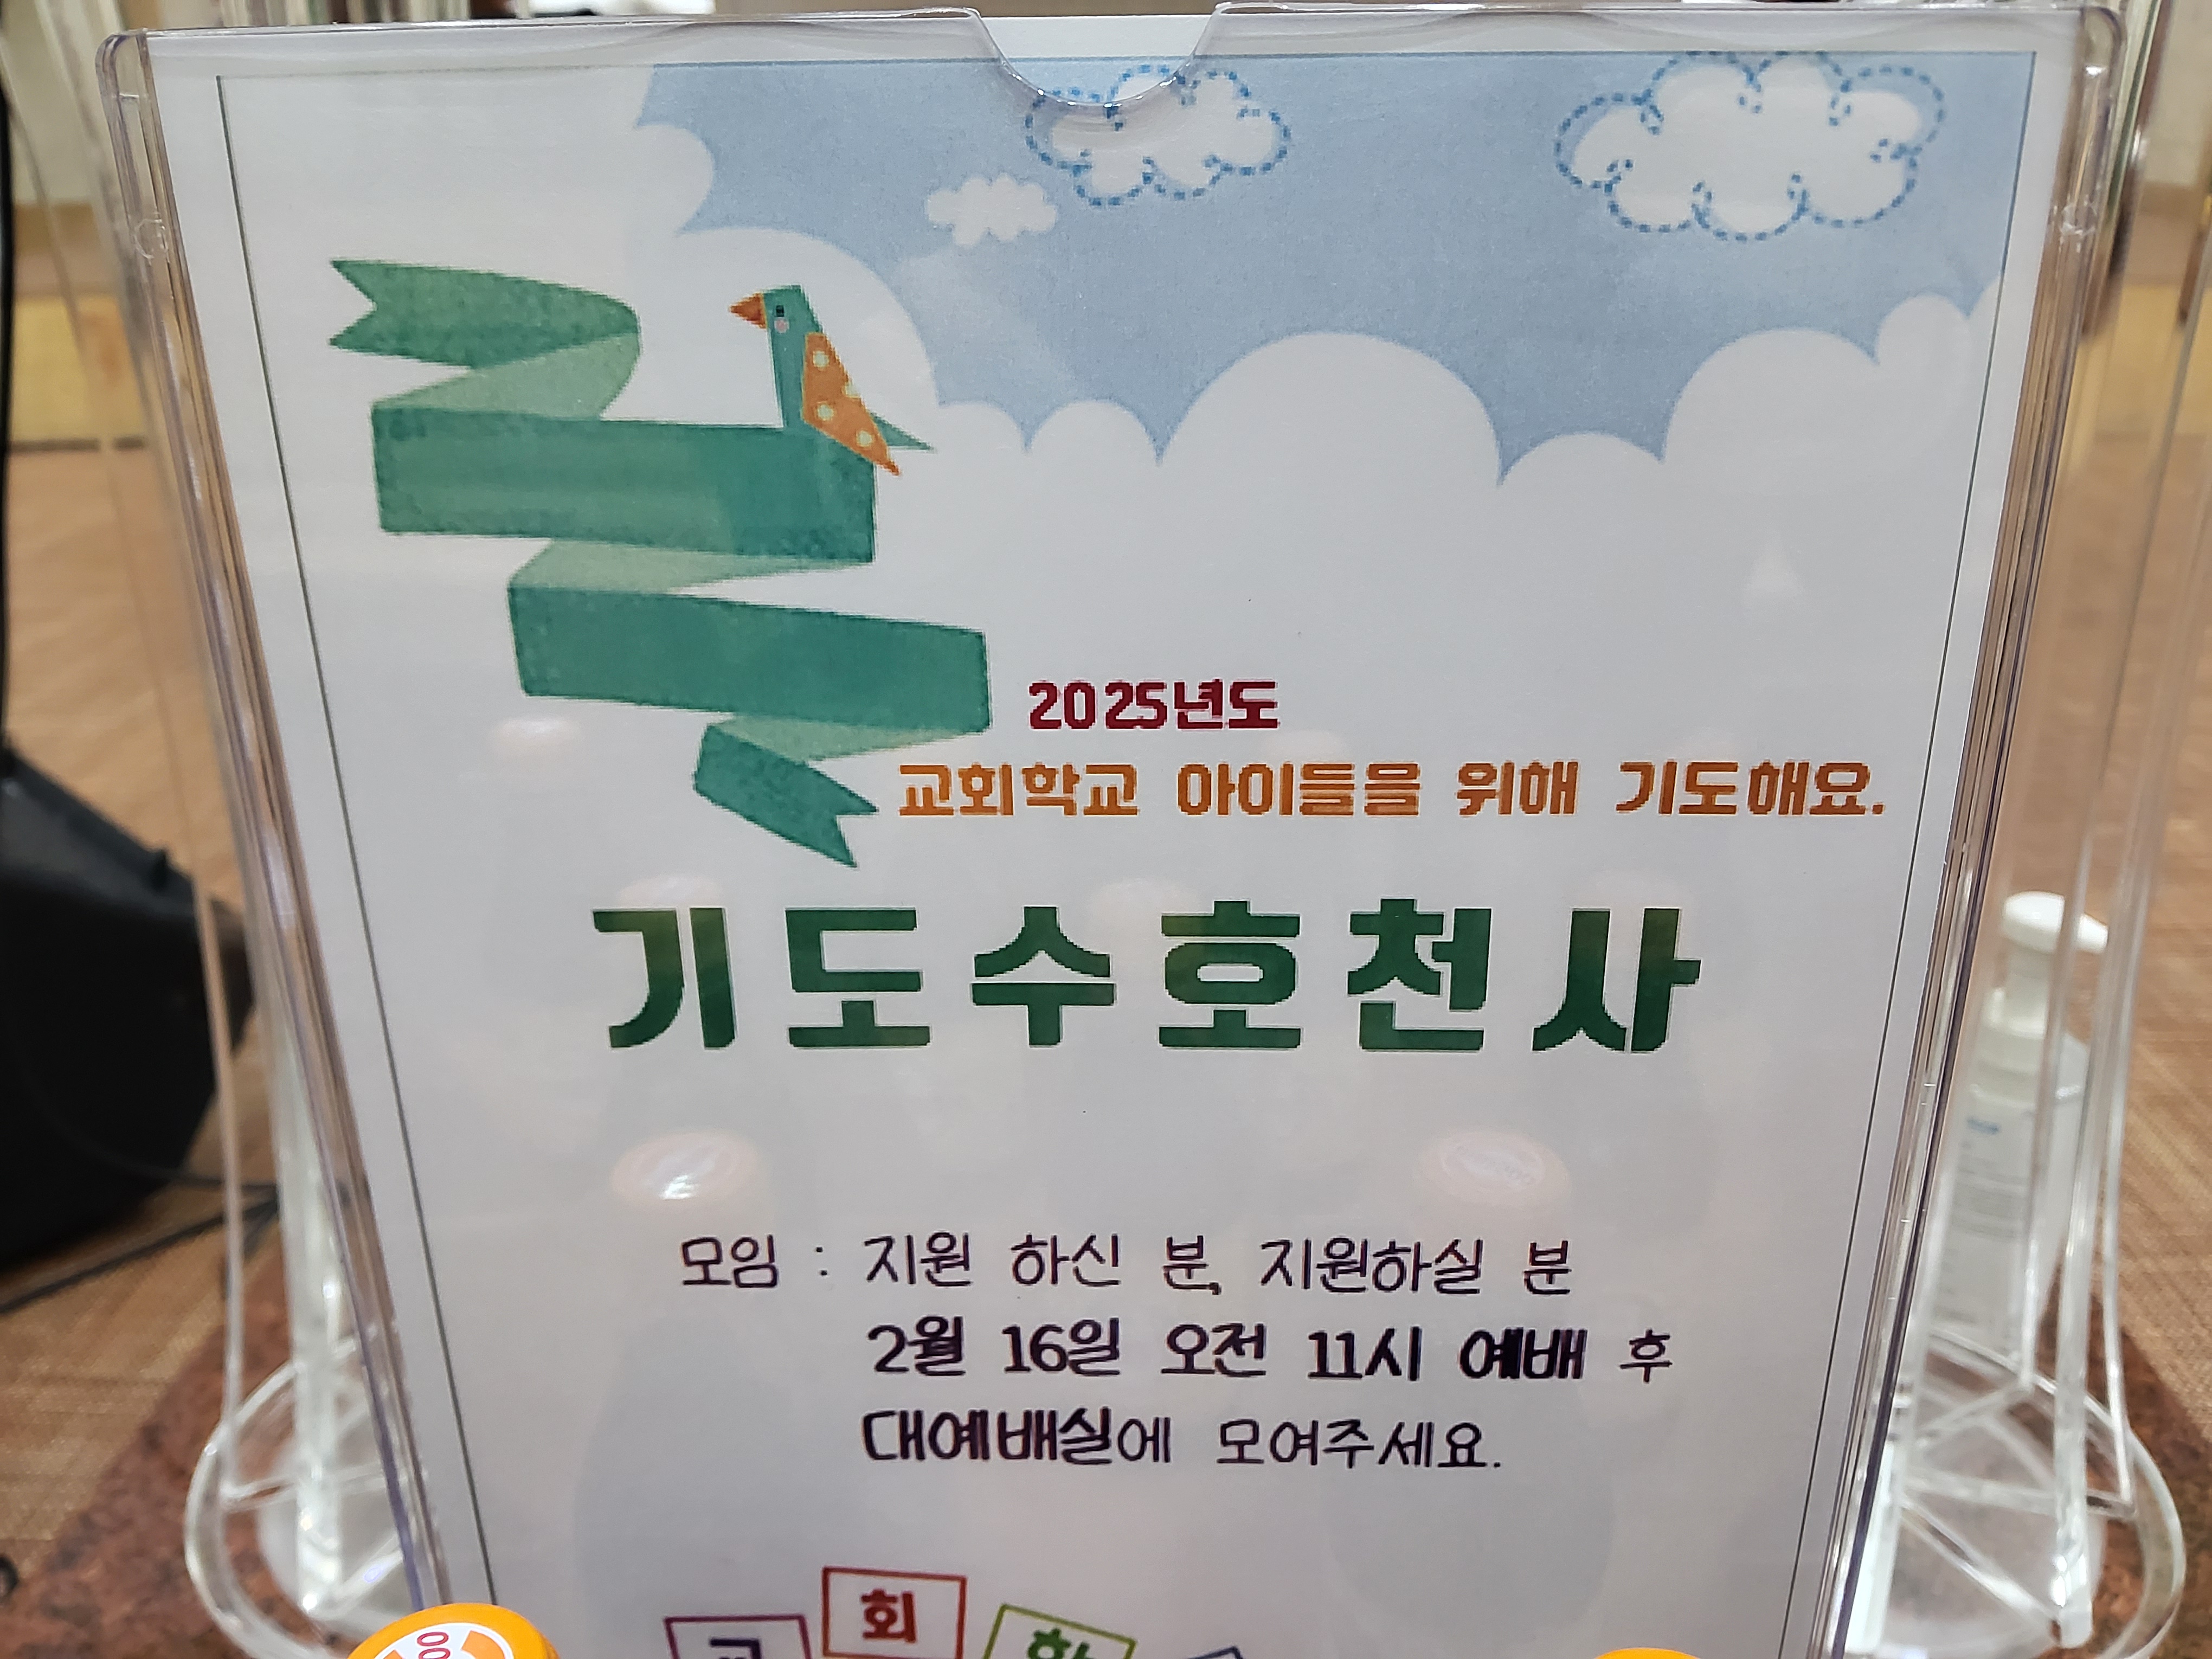 2025년도
교회학교 아이들을 위해 기도해요.
기도수호천사
모임 : 지원 하신 분, 지원하실 분
2월 16일 오전 11시 예배 후
대예배실에 모여주세요.
교 회 학